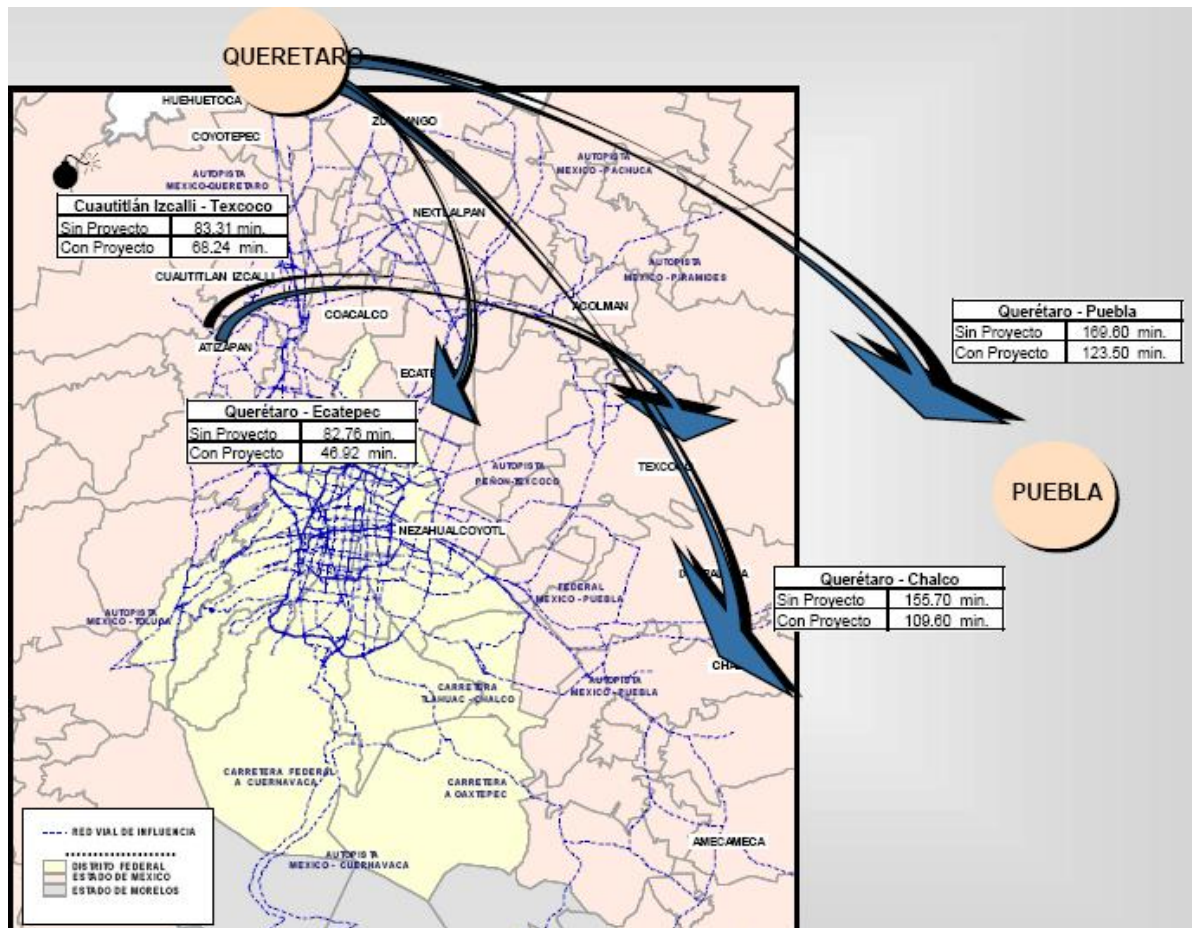 QUERETARO
HUEHUETOCA
COYOTEPEC
AUTOPISTA
MEXICO-QUERETARO
AUTOPISTA
MEXICO - PACHUCA
Cuautitlán Izcalli - Texcoco
Sin Proyecto 83.31 min.
Con Proyecto 68.24 min.
NEXTLALPAN
CUAUTITLAN IZCALLI
AUTOPISTA
MEXICO - PIRAMIDES
COACALCO
ACOLMAN
ATIZAPAN
Querétaro - Puebla
Sin Proyecto 169.60 min.
Con Proyecto 123.50 min.
Querétaro - Ecatepec
Sin Proyecto 82.76 min.
Con Proyecto 46.92 min.
AUTOPISTA
PEÑON-TEXCOCO
PUEBLA
NEZAHUALCOYOTL
FEDERAL
MEXICO - PUEBLA
Querétaro - Chalco
Sin Proyecto 155.70 min.
Con Proyecto 109.60 min.
AUTOPISTA
MEXICO - TOLUCA
AUTOPISTA
MEXICO - PUEBLA
CARRETERA
TLAHUAC - CHALCO
CARRETERA FEDERAL
A CUERNAVACA
CARRETERA
A OAXTEPEC
AMECAMECA
AUTOPISTA
MEXICO - CUERNAVACA
RED VIAL DE INFLUENCIA
DISTRITO FEDERAL
ESTADO DE MEXICO
ESTADO DE MORELOS